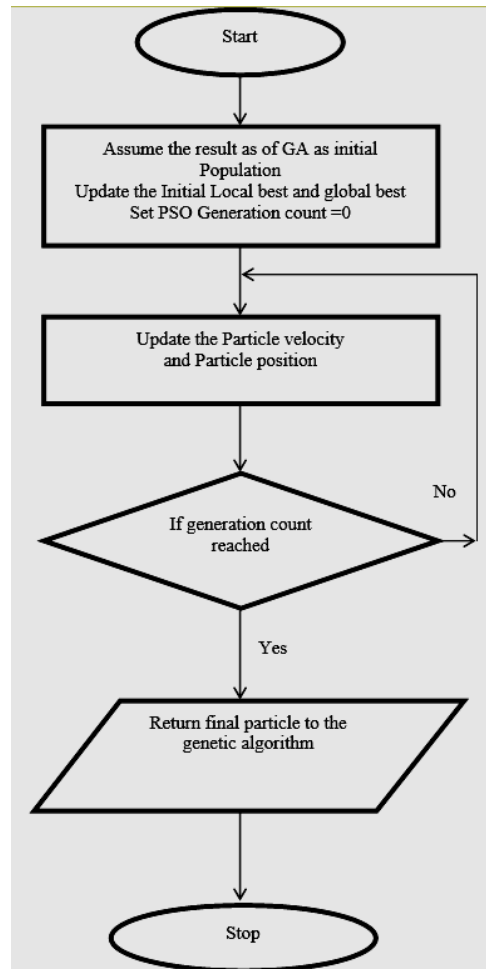 Start
Assume the result as of GA as initial
Population
Update the Initial Local best and global best
Set PSO Generation count =0
Update the Particle velocity
and Particle position
If generation count
reached
No
Yes
Return final particle to the
genetic algorithm
Stop